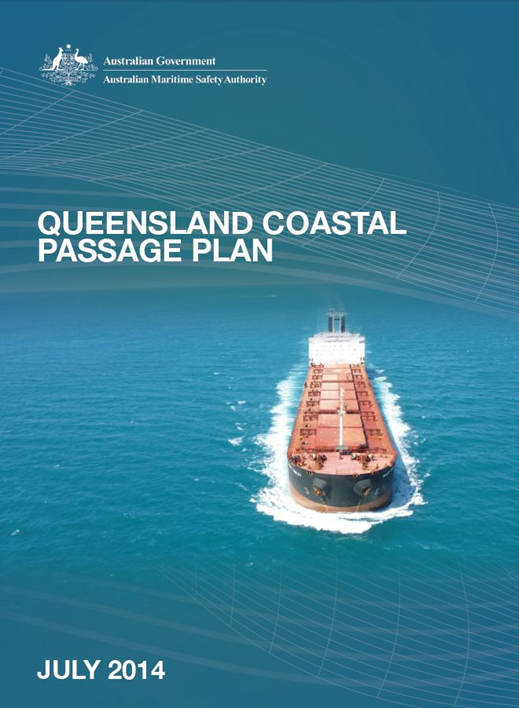 Australian Government
Australian Maritime Safety Authority
QUEENSLAND COASTAL
PASSAGE PLAN
JULY 2014